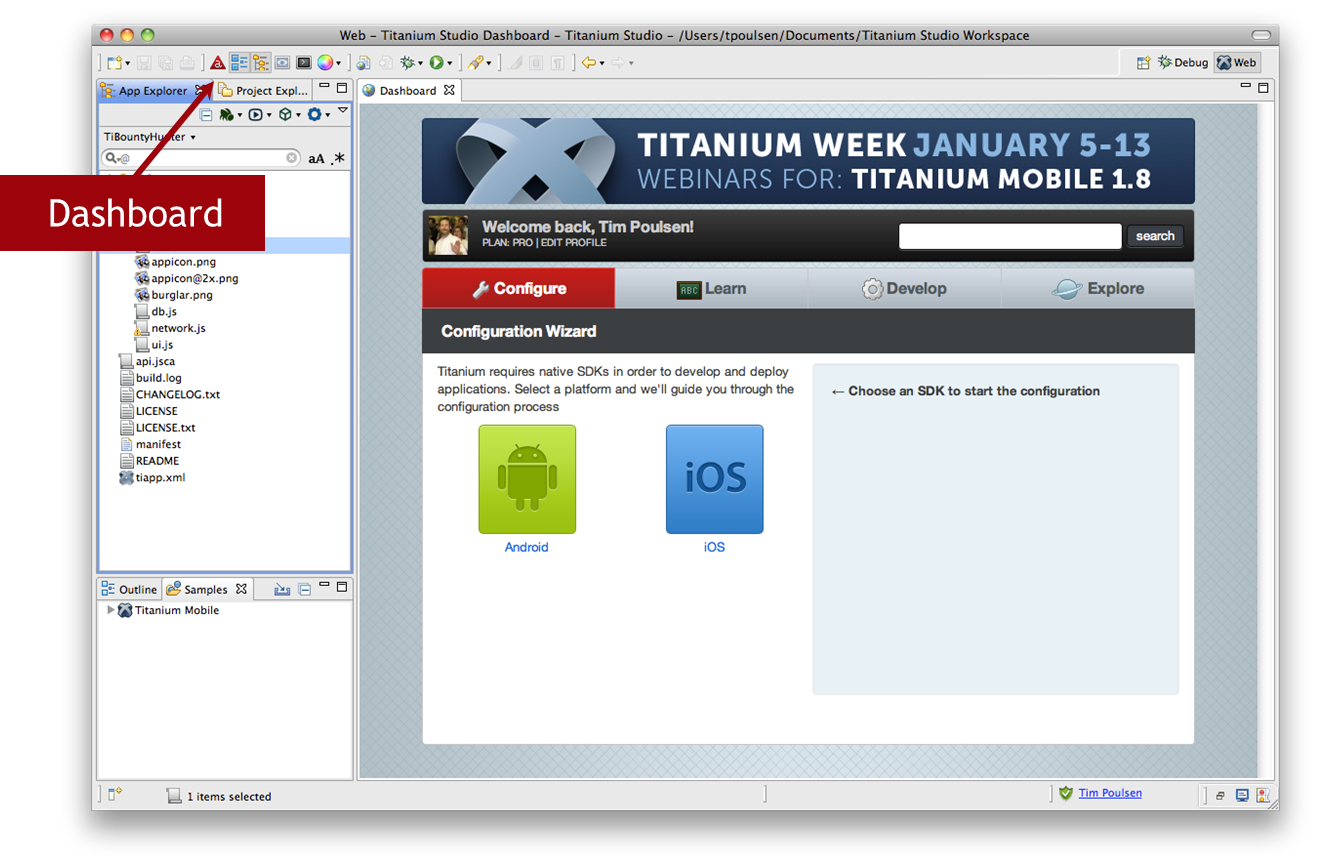 Web – Titanium Studio Dashboard – Titanium Studio – /Users/tpoulsen/Documents/Titanium Studio Workspace
Debug
Web
App Explorer
Project Expl...
Dashboard
TiBountyHunter
@
aA .*
Dashboard
appicon.png
appicon@2x.png
burglar.png
db.js
network.js
ui.js
api.jsca
build.log
CHANGELOG.txt
LICENSE
LICENSE.txt
manifest
README
tiapp.xml
Outline
Samples
Titanium Mobile
TITANIUM WEEK JANUARY 5-13
WEBINARS FOR: TITANIUM MOBILE 1.8
Welcome back, Tim Poulsen!
PLAN: PRO | EDIT PROFILE
search
Configure
ABC Learn
Develop
Explore
Configuration Wizard
Titanium requires native SDKs in order to develop and deploy
applications. Select a platform and we'll guide you through the
configuration process
← Choose an SDK to start the configuration
iOS
Android
iOS
1 items selected
Tim Poulsen